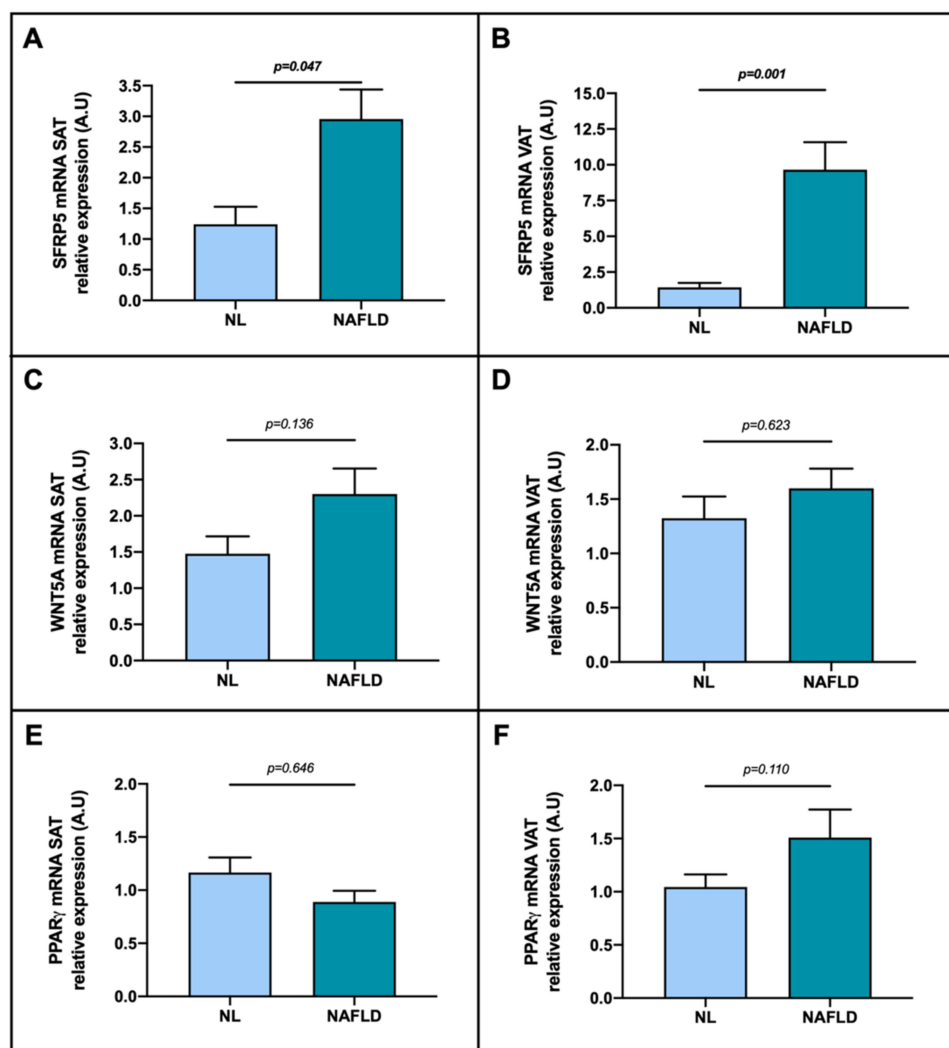 A
p=0.047
SFRP5 mRNA SAT
relative expression (A.U)
3.5
3.0
2.5
2.0
1.5
1.0
0.5
0.0
NL
NAFLD
B
p=0.001
SFRP5 mRNA VAT
relative expression (A.U)
15.0
12.5
10.0
7.5
5.0
2.5
0.0
NL
NAFLD
C
p=0.136
WNT5A mRNA SAT
relative expression (A.U)
3.0
2.5
2.0
1.5
1.0
0.5
0.0
NL
NAFLD
D
p=0.623
WNT5A mRNA VAT
relative expression (A.U)
2.0
1.5
1.0
0.5
0.0
NL
NAFLD
E
p=0.646
PPARγ mRNA SAT
relative expression (A.U)
2.0
1.5
1.0
0.5
0.0
NL
NAFLD
F
p=0.110
PPARγ mRNA VAT
relative expression (A.U)
2.0
1.5
1.0
0.5
0.0
NL
NAFLD